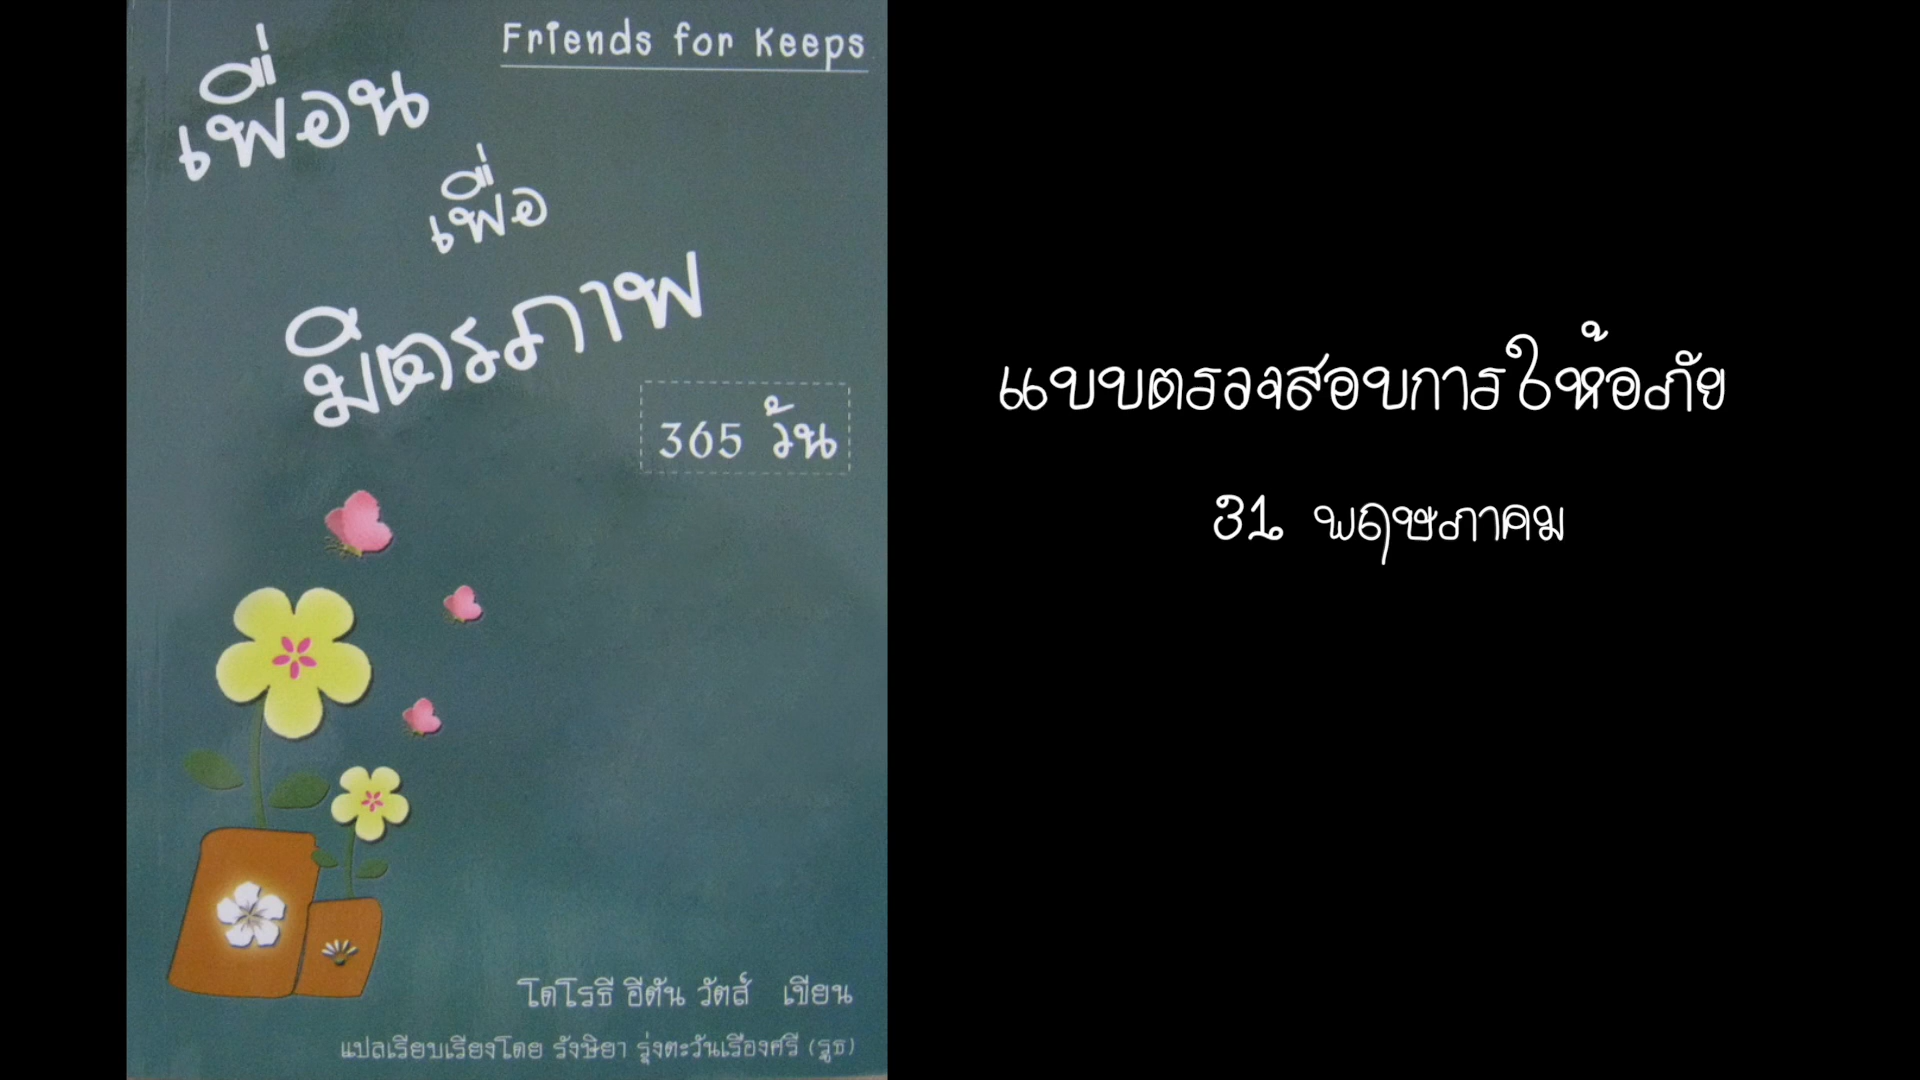 Friends for Keeps
เพื่อน
เพื่อ
มิตรภาพ
365 วัน
โดโรธี อีตัน วัตส์ เขียน
แปลเรียบเรียงโดย รังษิยา รุ่งตะวันเรืองศรี (รูธ)
แบบตรวจสอบการให้อภัย
31 พฤษภาคม